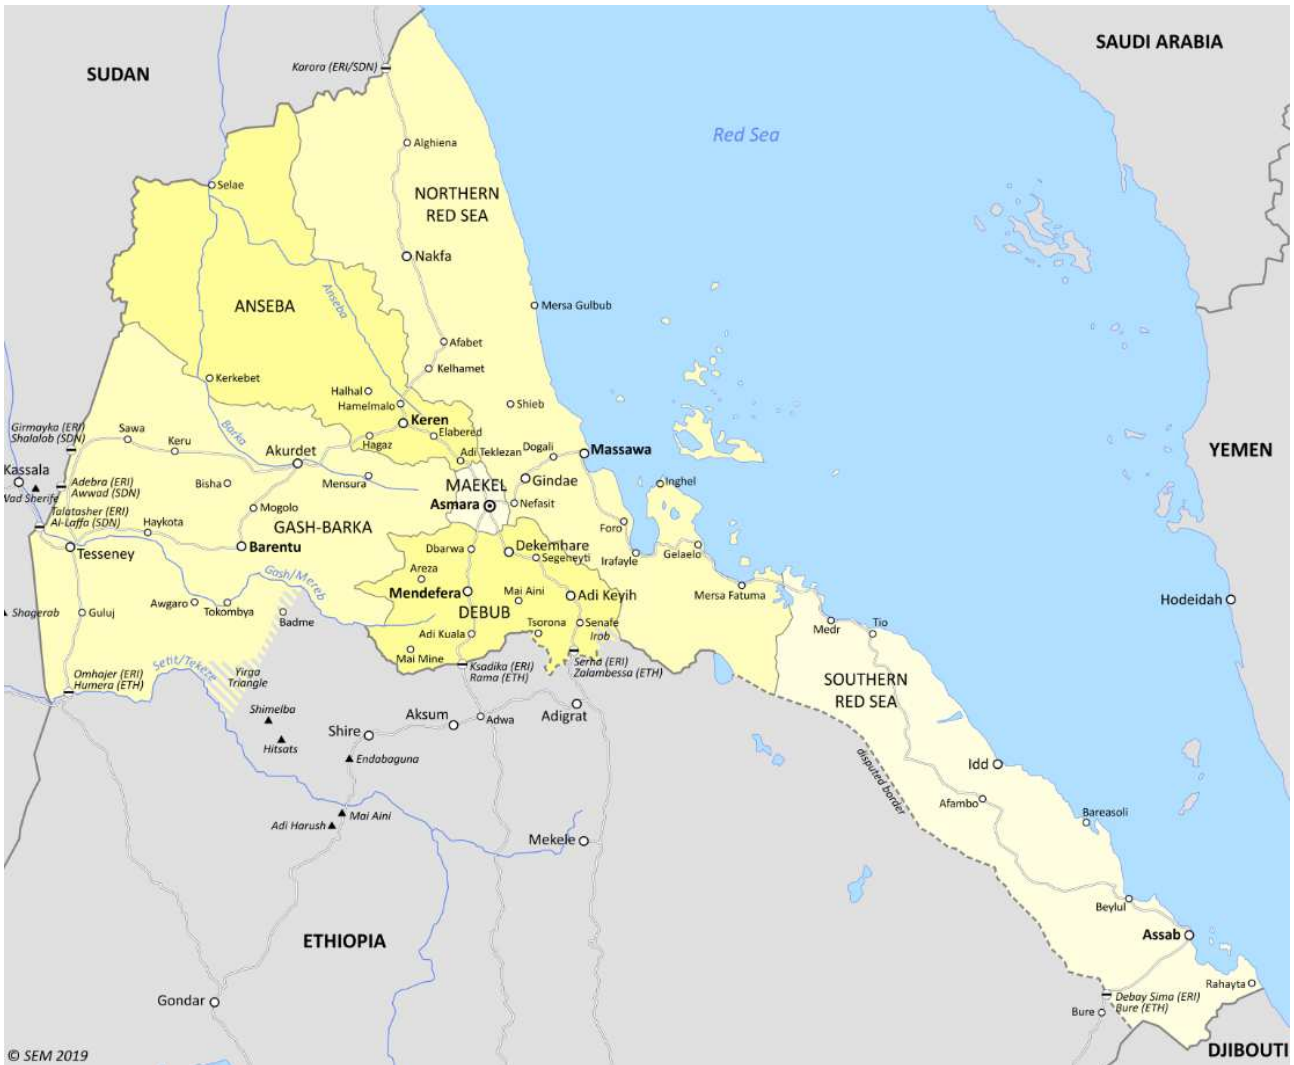 SAUDI ARABIA
SUDAN
Karora (ERI/SDN)
Red Sea
Alghiena
Selae
NORTHERN
RED SEA
Nakfa
Anseba
ANSEBA
Mersa Gulbub
Afabet
Kelhamet
Kerkebet
Halhal
Hamelmalo
Shieb
Keren
Girmayka (ERI)
Shalalob (SDN)
Sawa
Keru
Barka
Elabered
Hagaz
Akurdet
Adi Teklezan
Dogali
Massawa
YEMEN
Kassala
Wad Sherife
Adebra (ERI)
Awwad (SDN)
Bisha
Mensura
MAEKEL
Gindae
Inghel
Asmara
Nefasit
Talatasher (ERI)
Al-Laffa (SDN)
Mogolo
GASH-BARKA
Haykota
Foro
Tesseney
Barentu
Dbarwa
Dekemhare
Segeneyti
Irafayle
Gelaelo
Gash/Mereb
Areza
Mendefera
Mai Aini
Adi Keyih
Mersa Fatuma
Hodeidah
Shagerab
Guluj
Awgaro
Tokombya
Badme
DEBUB
Tsorona
Senafe
Irob
Medr
Tio
Adi Kuala
Mai Mine
Setit/Tekeze
Omhajer (ERI)
Humera (ETH)
Yirga
Triangle
Ksadika (ERI)
Rama (ETH)
Serha (ERI)
Zalambessa (ETH)
SOUTHERN
RED SEA
Shimelba
Aksum
Adwa
Adigrat
Shire
Hitsats
Endabaguna
disputed border
Idd
Afambo
Mai Aini
Adi Harush
Bareasoli
Mekele
Beylul
Assab
ETHIOPIA
Rahayta
Gondar
Debay Sima (ERI)
Bure (ETH)
Bure
DJIBOUTI
© SEM 2019